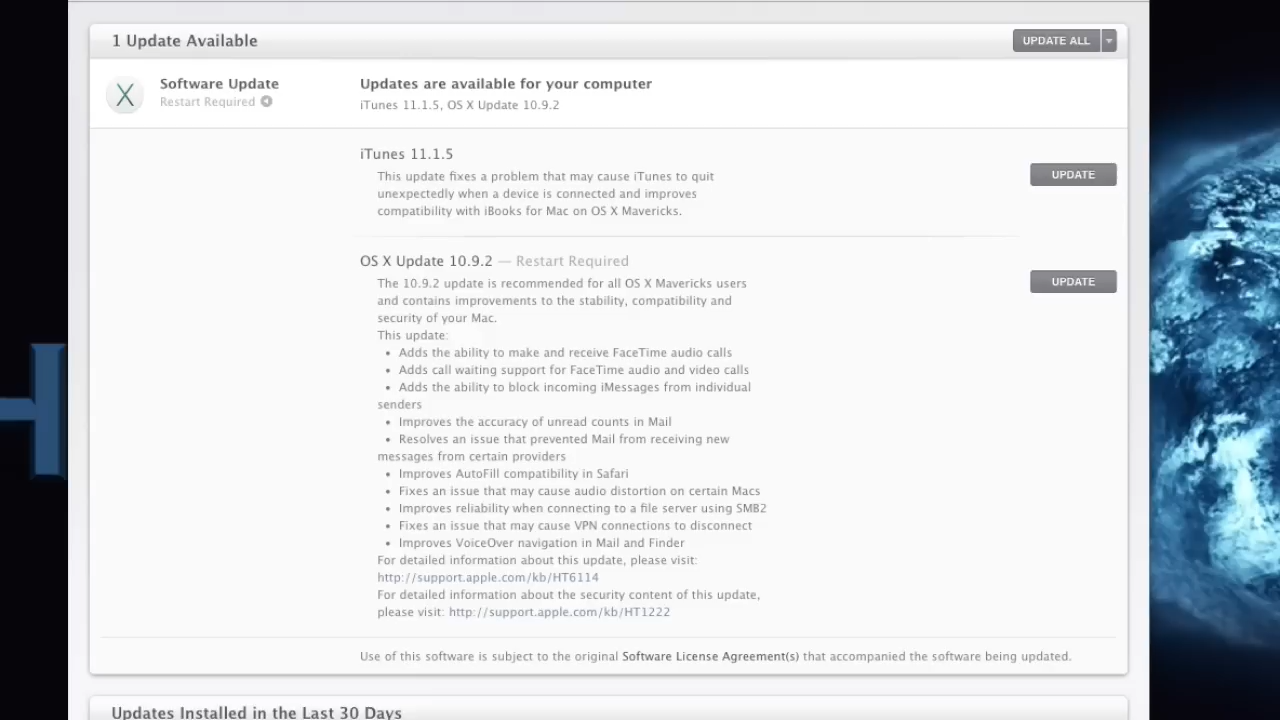 1 Update Available
UPDATE ALL
Software Update
Restart Required
Updates are available for your computer
iTunes 11.1.5, OS X Update 10.9.2
iTunes 11.1.5
UPDATE
This update fixes a problem that may cause iTunes to quit
unexpectedly when a device is connected and improves
compatibility with iBooks for Mac on OS X Mavericks.
OS X Update 10.9.2 — Restart Required
UPDATE
The 10.9.2 update is recommended for all OS X Mavericks users
and contains improvements to the stability, compatibility and
security of your Mac.
This update:
• Adds the ability to make and receive FaceTime audio calls
• Adds call waiting support for FaceTime audio and video calls
• Adds the ability to block incoming iMessages from individual
senders
• Improves the accuracy of unread counts in Mail
• Resolves an issue that prevented Mail from receiving new
messages from certain providers
• Improves AutoFill compatibility in Safari
• Fixes an issue that may cause audio distortion on certain Macs
• Improves reliability when connecting to a file server using SMB2
• Fixes an issue that may cause VPN connections to disconnect
• Improves VoiceOver navigation in Mail and Finder
For detailed information about this update, please visit:
http://support.apple.com/kb/HT6114
For detailed information about the security content of this update,
please visit: http://support.apple.com/kb/HT1222
Use of this software is subject to the original Software License Agreement(s) that accompanied the software being updated.
Updates Installed in the Last 30 Days